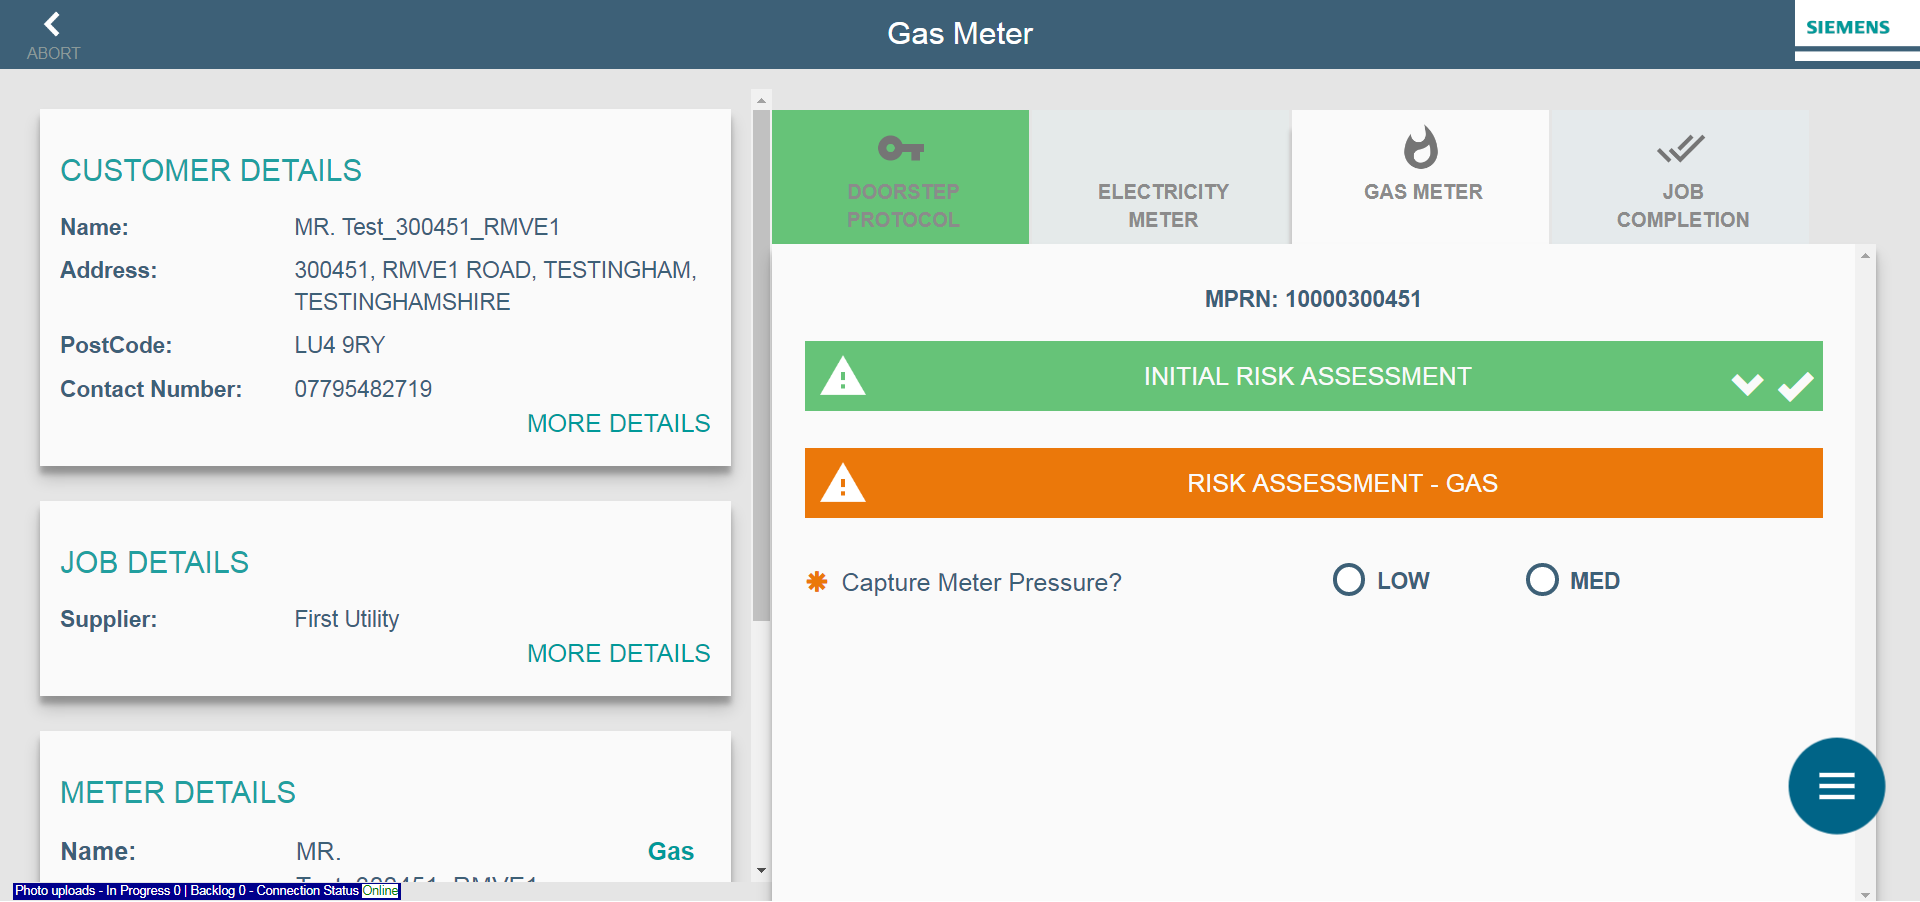 ABORT
Gas Meter
SIEMENS
CUSTOMER DETAILS
Name: MR. Test_300451_RMVE1
Address: 300451, RMVE1 ROAD, TESTINGHAM,
TESTINGHAMSHIRE
PostCode: LU4 9RY
Contact Number: 07795482719
MORE DETAILS
JOB DETAILS
Supplier: First Utility
MORE DETAILS
METER DETAILS
Name: MR. Gas
Test_300451_RMVE1
Photo uploads - In Progress 0 | Backlog 0 - Connection Status Online
DOORSTEP
PROTOCOL
ELECTRICITY
METER
GAS METER
JOB
COMPLETION
MPRN: 10000300451
INITIAL RISK ASSESSMENT
RISK ASSESSMENT - GAS
✱ Capture Meter Pressure? LOW MED